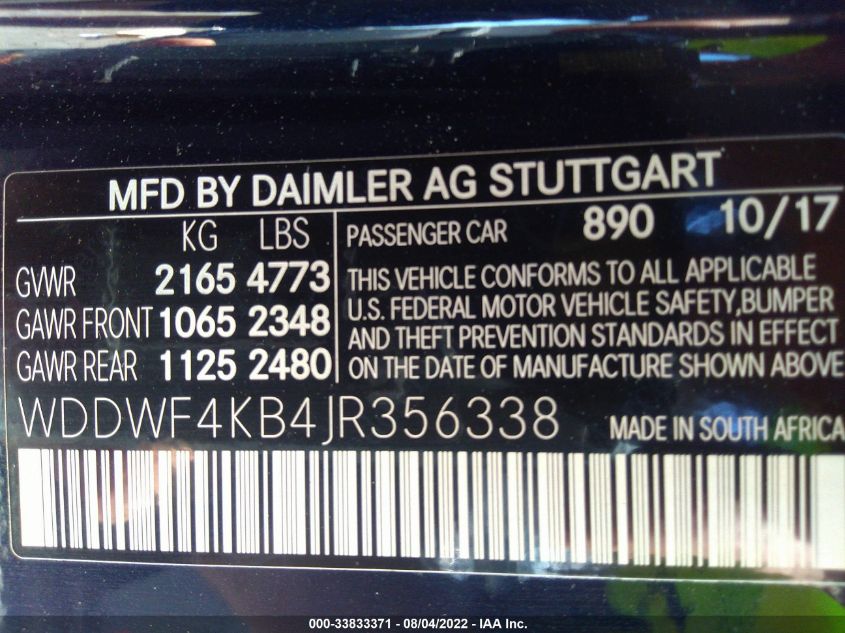 MFD BY DAIMLER AG STUTTGART
KG LBS
GVWR 2165 4773
GAWR FRONT 1065 2348
GAWR REAR 1125 2480
PASSENGER CAR 890 10/17
THIS VEHICLE CONFORMS TO ALL APPLICABLE
U.S. FEDERAL MOTOR VEHICLE SAFETY,BUMPER
AND THEFT PREVENTION STANDARDS IN EFFECT
ON THE DATE OF MANUFACTURE SHOWN ABOVE
WDDWF4KB4JR356338 MADE IN SOUTH AFRICA
000-33833371 - 08/04/2022 - IAA Inc.